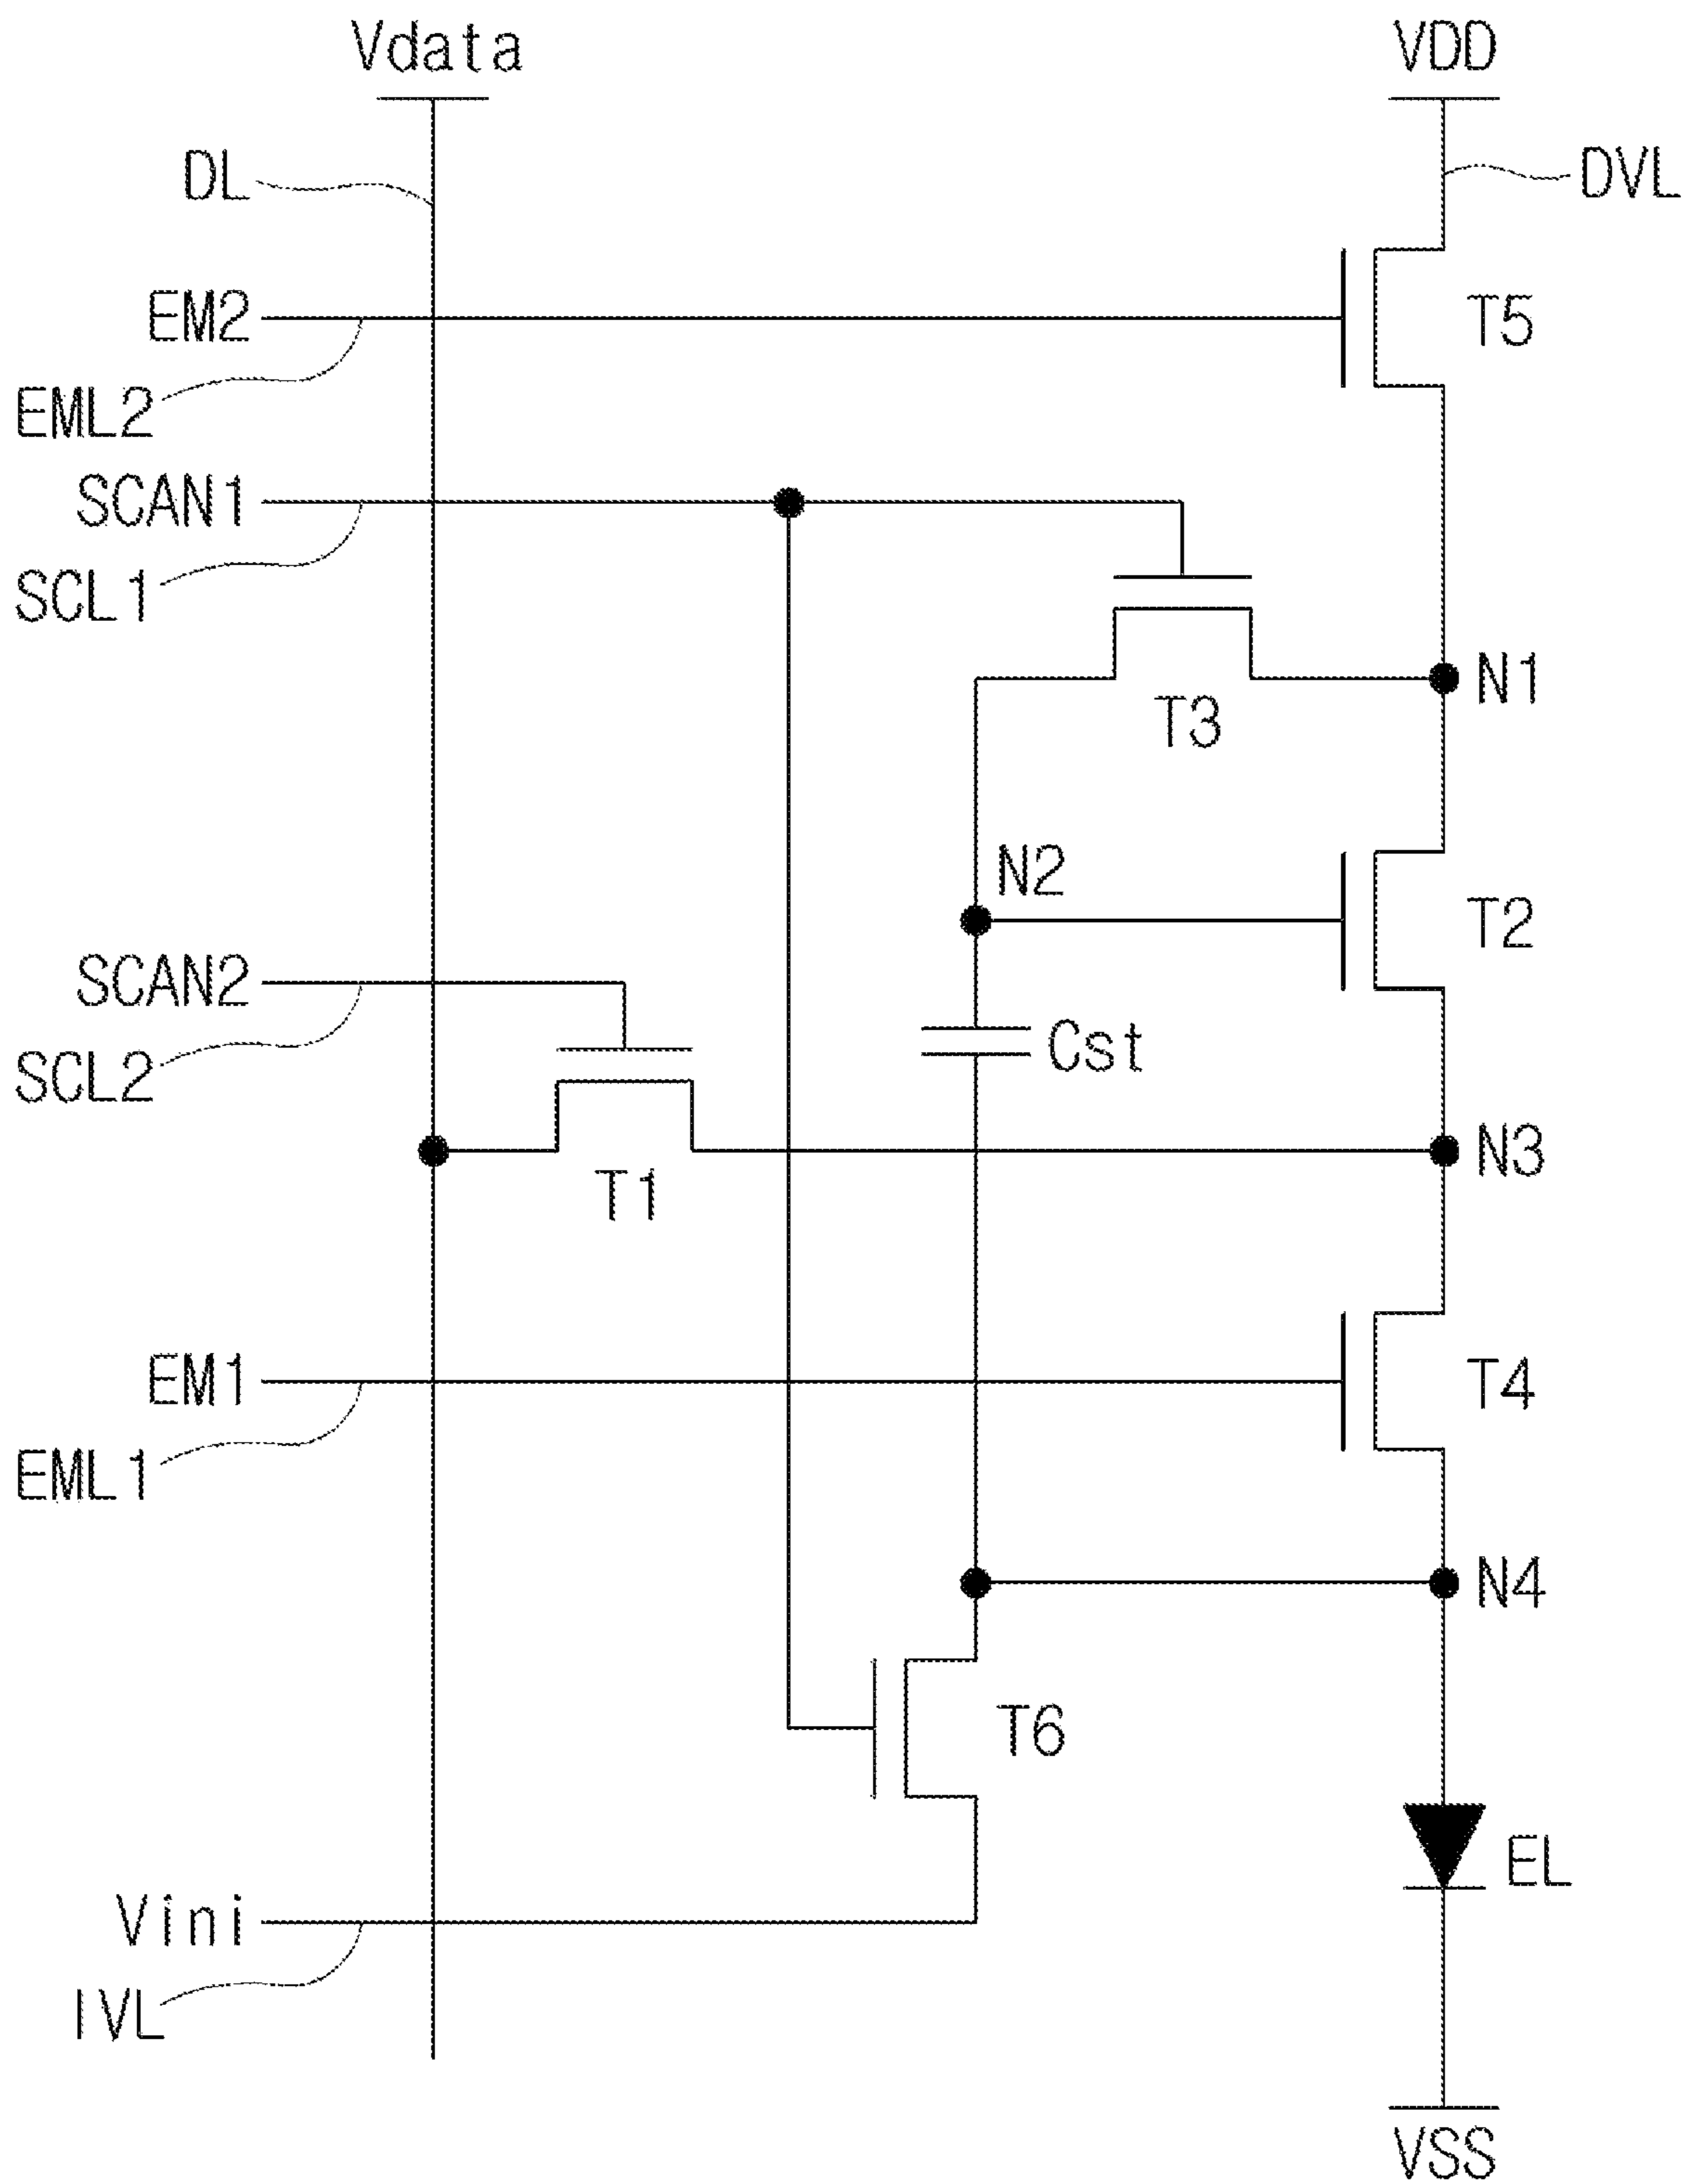 Vdata
VDD
DL
DVL
EM2
T5
EML2
SCAN1
SCL1
N1
T3
N2
T2
SCAN2
Cst
SCL2
N3
T1
EM1
T4
EML1
N4
T6
EL
Vini
IVL
VSS